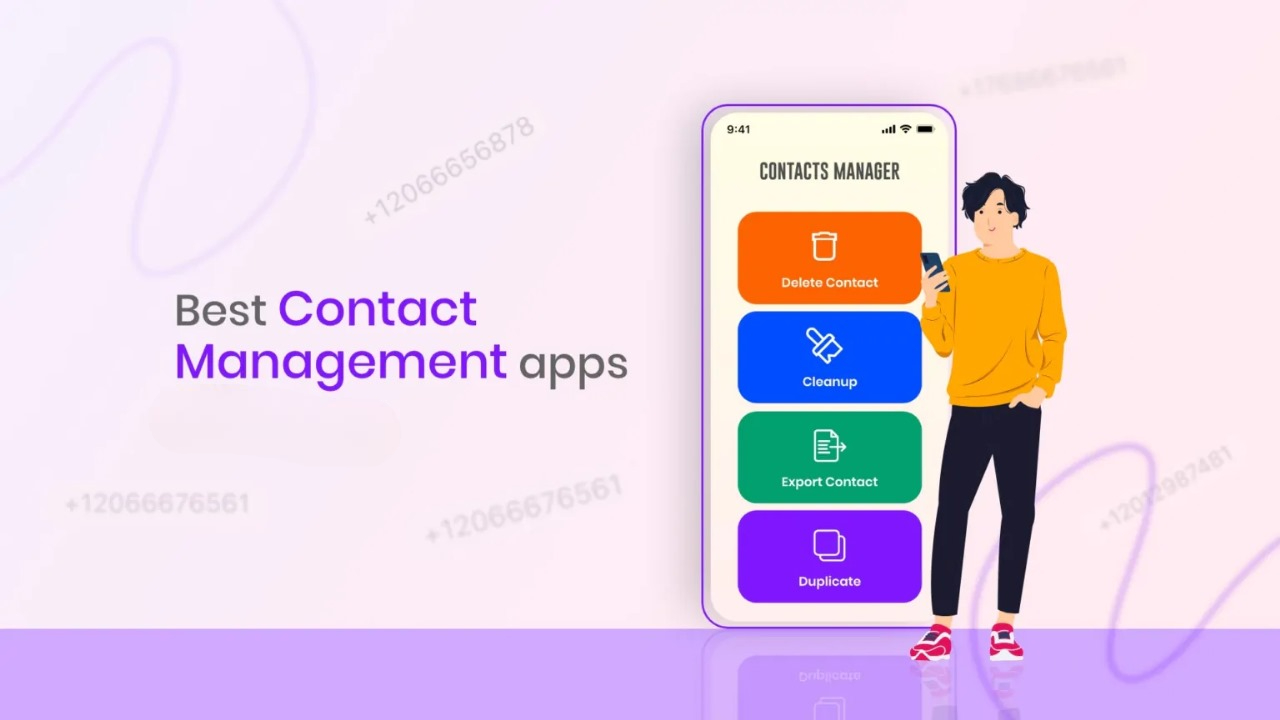 +12066656878
9:41
CONTACTS MANAGER
Delete Contact
Best Contact
Management apps
Cleanup
Export Contact
+12066676561
+12066676561
Duplicate